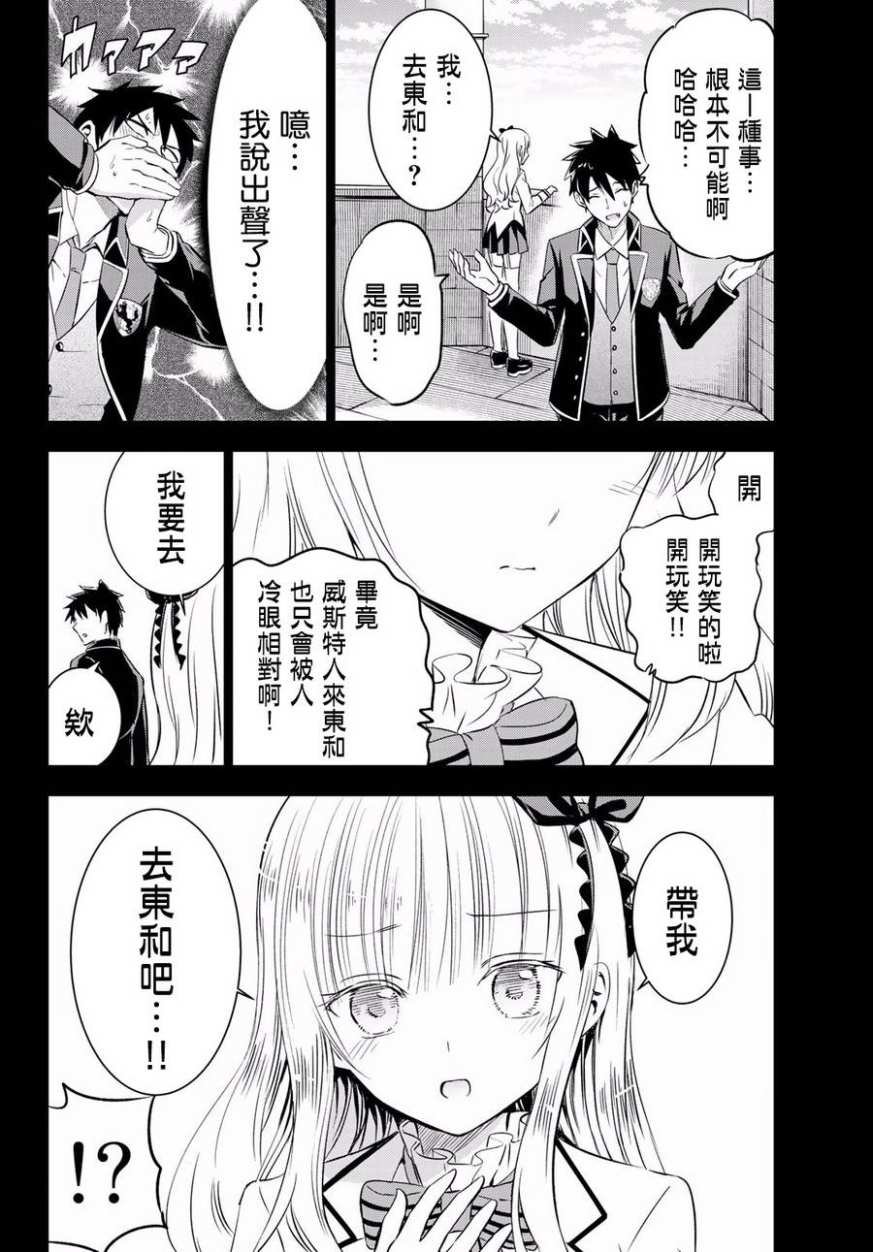 這一種事…
根本不可能啊
哈哈哈…
我…
去東和…?
是啊
是啊…
噫…
我說出聲了…!!
カァァァ
開
開玩笑的啦
開玩笑!!
畢竟
威斯特人來東和
也只會被人
冷眼相對啊!
我要去
欸
帶我
去東和吧…!!
!?